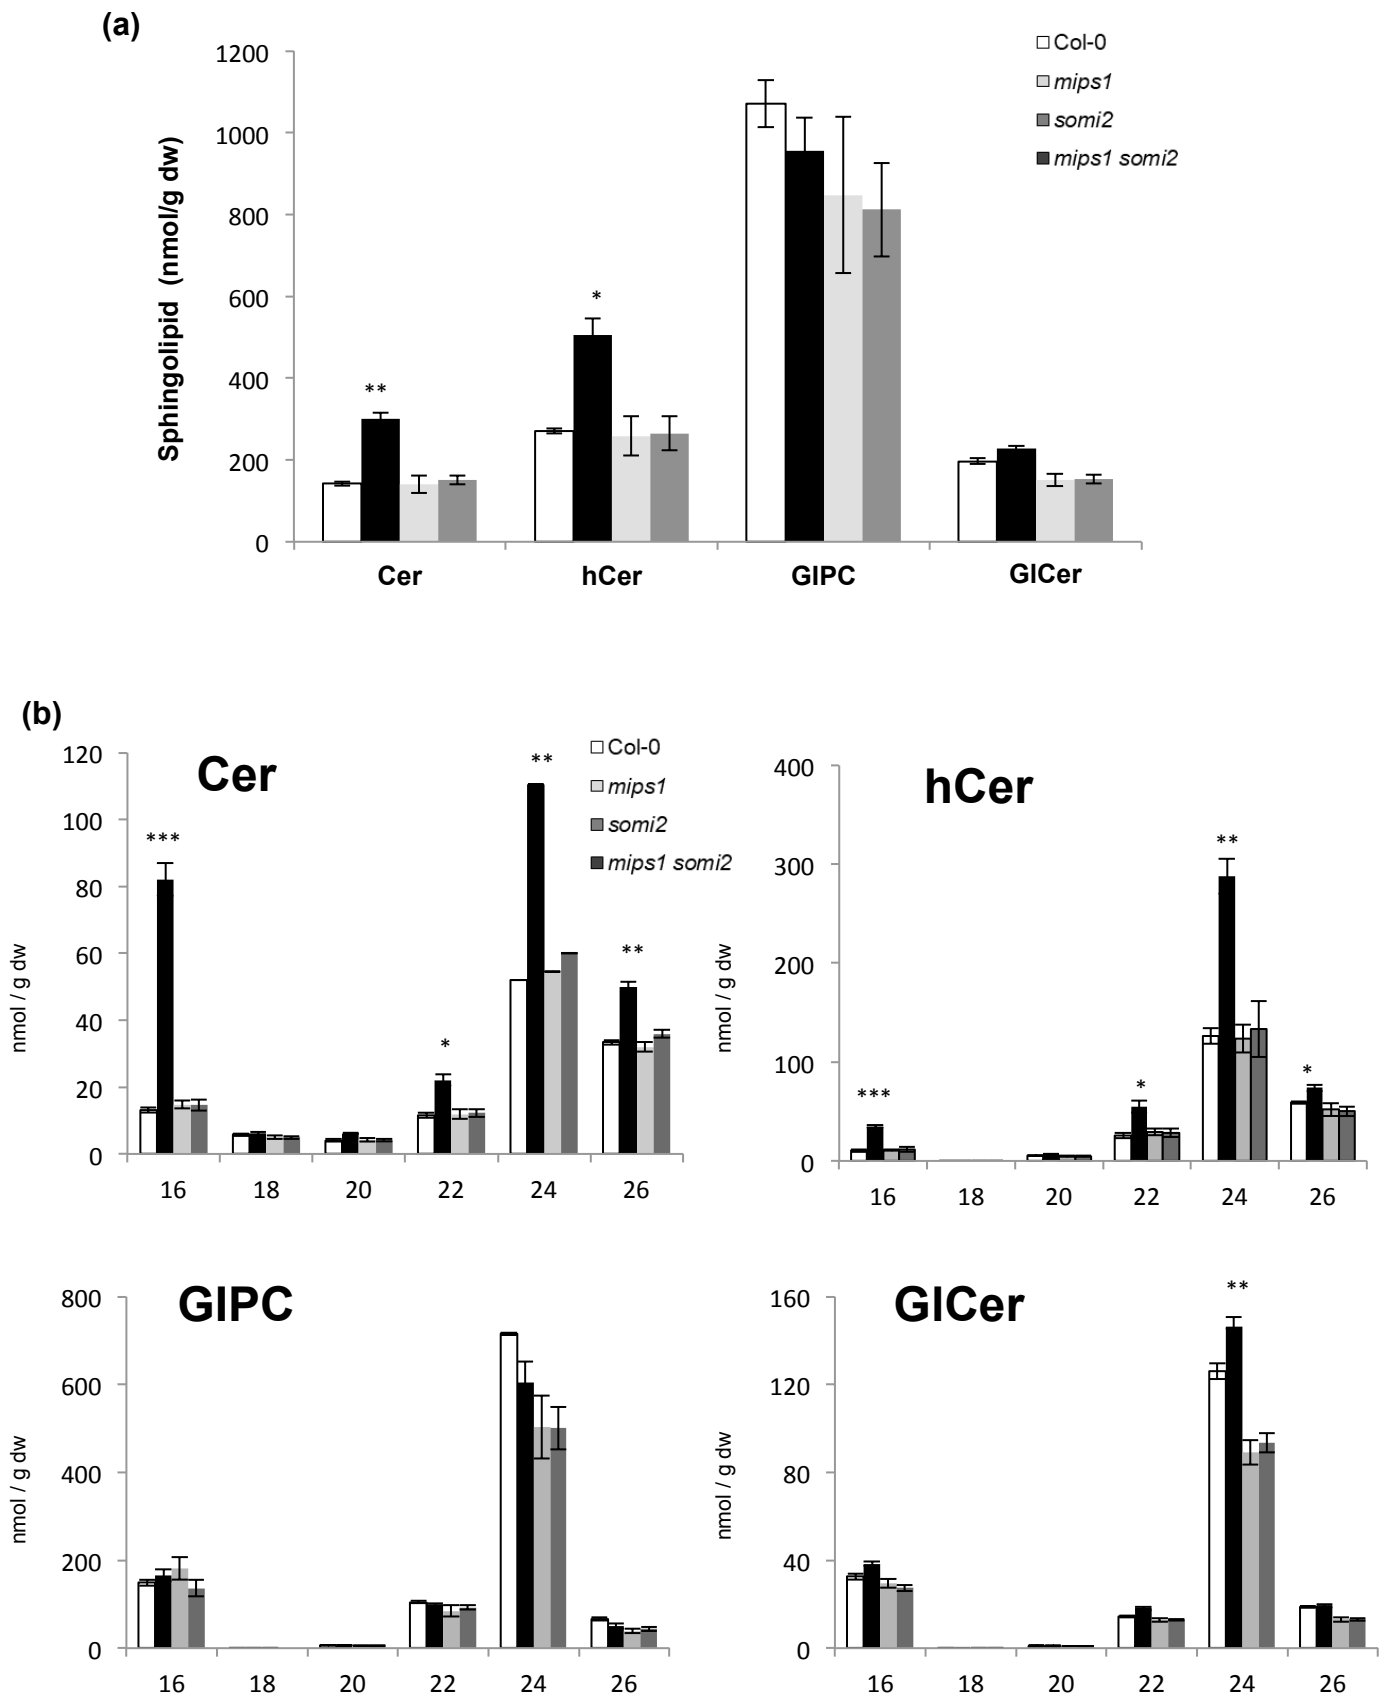 (a)
Sphingolipid (nmol/g dw)
1200
1000
800
600
400
200
0
Col-0
mips1
somi2
mips1 somi2
**
*
Cer hCer GIPC GlCer
(b)
Cer
nmol / g dw
120
100
80
60
40
20
0
Col-0
mips1
somi2
mips1 somi2
***
*
**
**
16 18 20 22 24 26
hCer
nmol / g dw
400
300
200
100
0
***
*
**
*
16 18 20 22 24 26
GIPC
nmol / g dw
800
600
400
200
0
16 18 20 22 24 26
GlCer
nmol / g dw
160
120
80
40
0
**
16 18 20 22 24 26